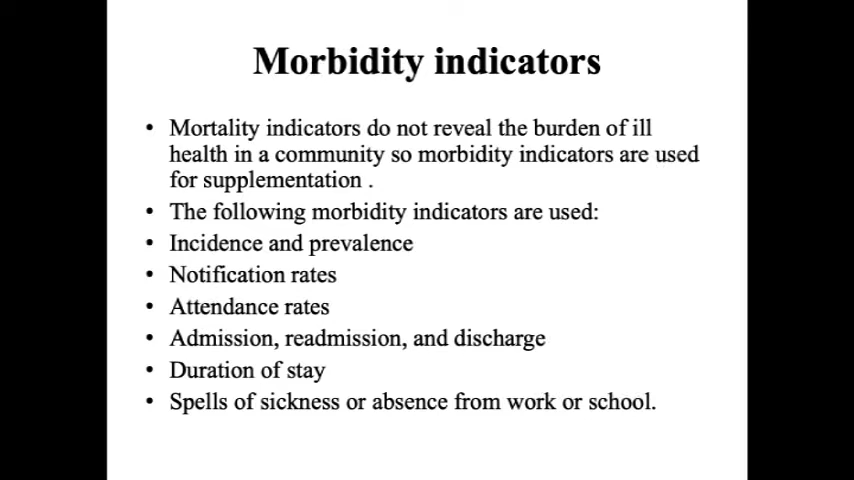 Morbidity indicators
• Mortality indicators do not reveal the burden of ill
health in a community so morbidity indicators are used
for supplementation .
• The following morbidity indicators are used:
• Incidence and prevalence
• Notification rates
• Attendance rates
• Admission, readmission, and discharge
• Duration of stay
• Spells of sickness or absence from work or school.